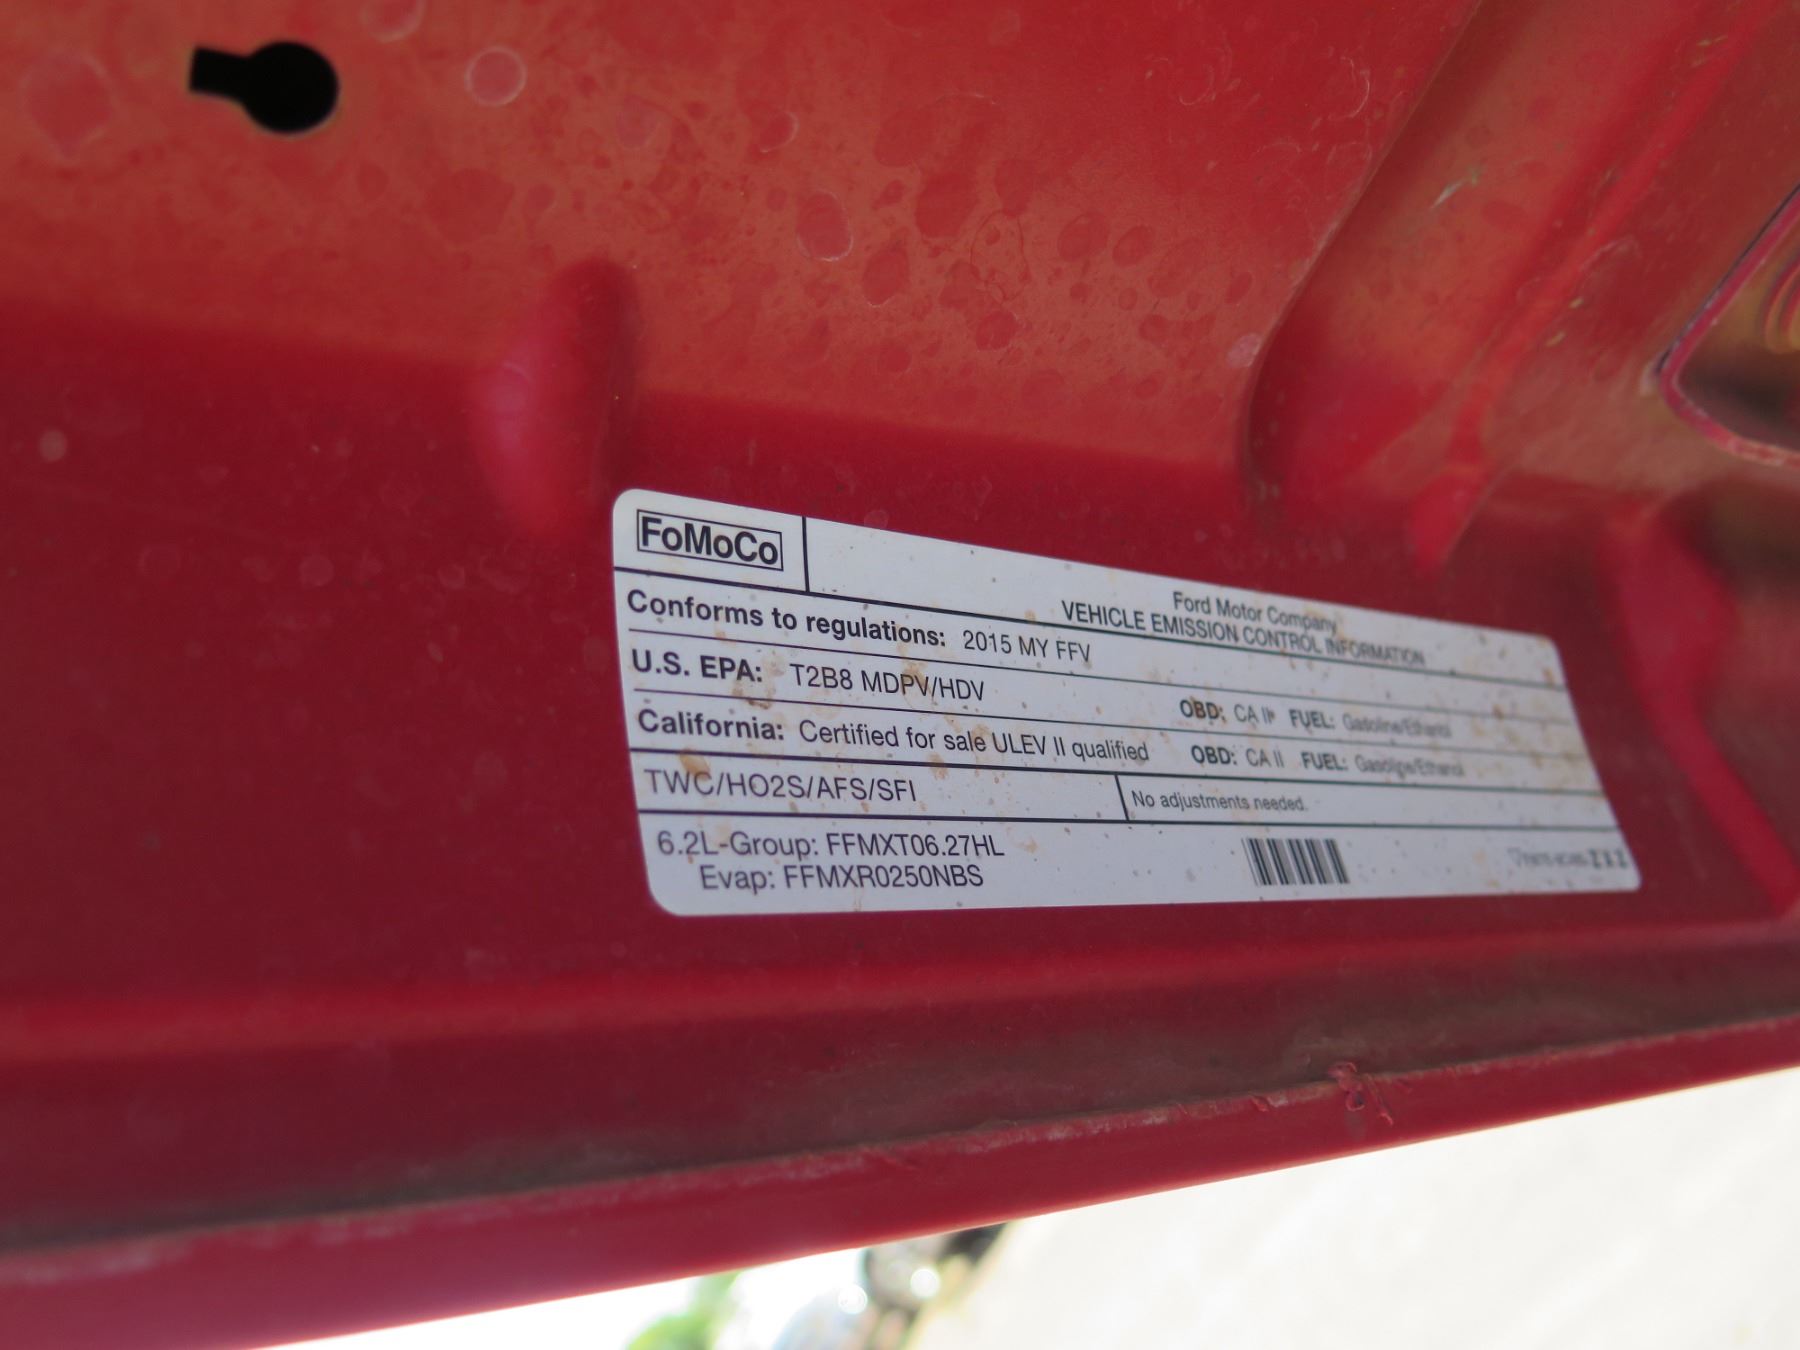 FoMoCo
Ford Motor Company
VEHICLE EMISSION CONTROL INFORMATION
Conforms to regulations: 2015 MY FFV
U.S. EPA: T2B8 MDPV/HDV OBD: CA II FUEL: Gasoline/Ethanol
California: Certified for sale ULEV II qualified OBD: CA II FUEL: Gasoline/Ethanol
TWC/HO2S/AFS/SFI No adjustments needed.
6.2L-Group: FFMXT06.27HL
Evap: FFMXR0250NBS